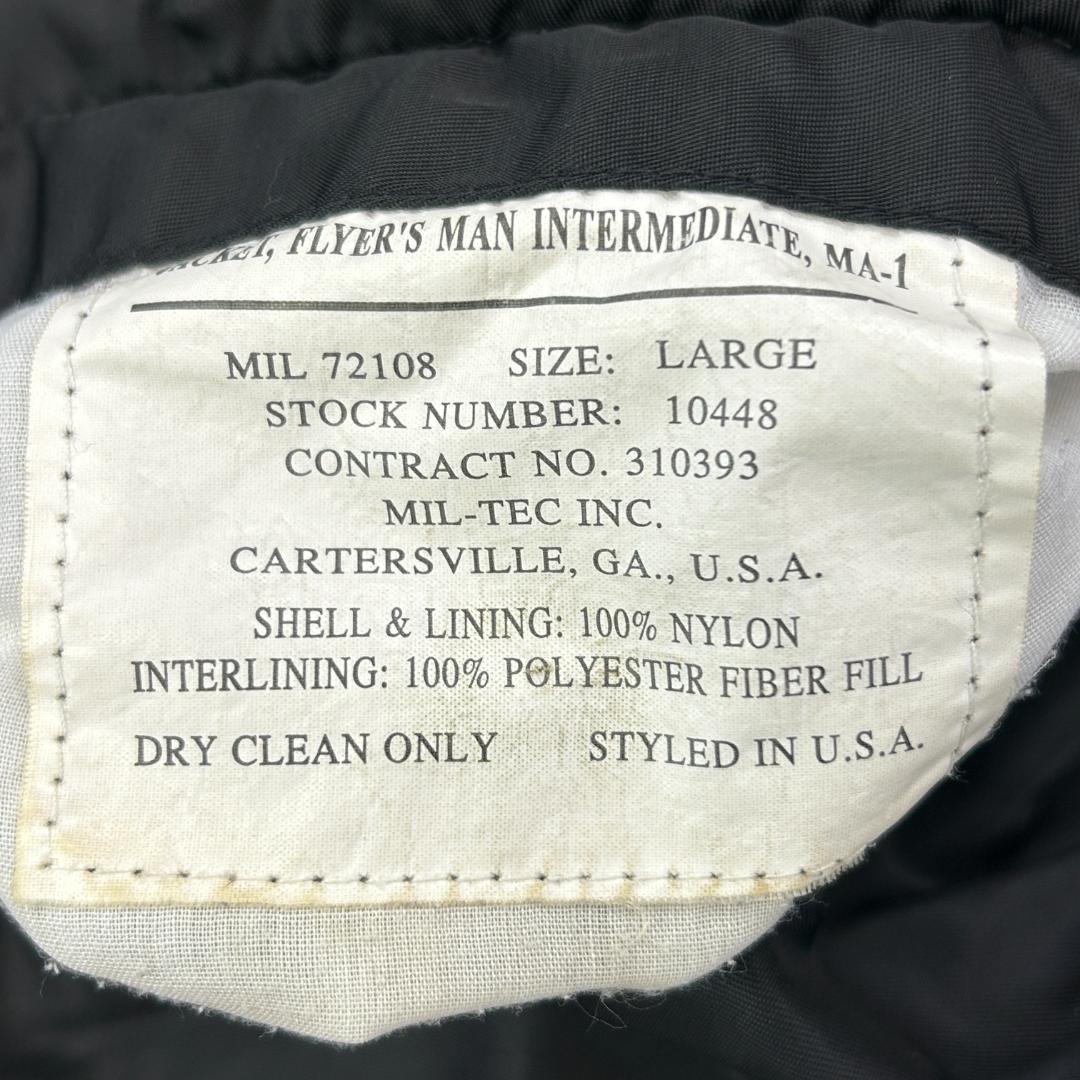 JACKET, FLYER'S MAN INTERMEDIATE, MA-1
MIL 72108 SIZE: LARGE
STOCK NUMBER: 10448
CONTRACT NO. 310393
MIL-TEC INC.
CARTERSVILLE, GA., U.S.A.
SHELL & LINING: 100% NYLON
INTERLINING: 100% POLYESTER FIBER FILL
DRY CLEAN ONLY STYLED IN U.S.A.